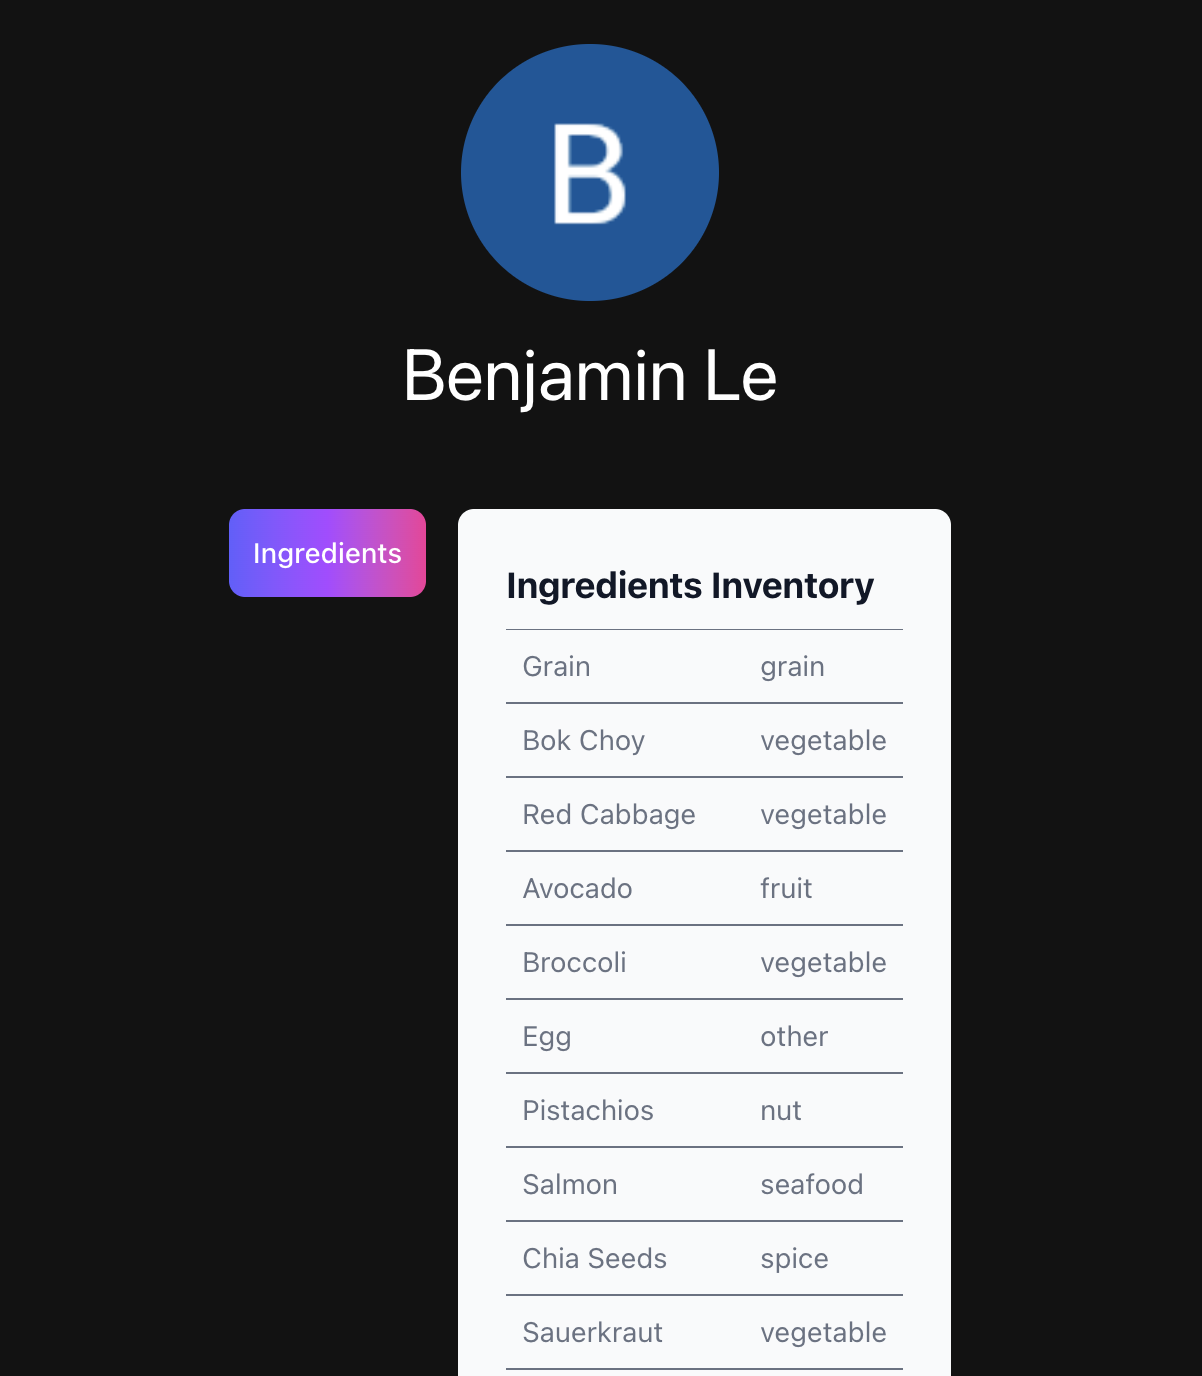 B
Benjamin Le
Ingredients
Ingredients Inventory
Grain grain
Bok Choy vegetable
Red Cabbage vegetable
Avocado fruit
Broccoli vegetable
Egg other
Pistachios nut
Salmon seafood
Chia Seeds spice
Sauerkraut vegetable